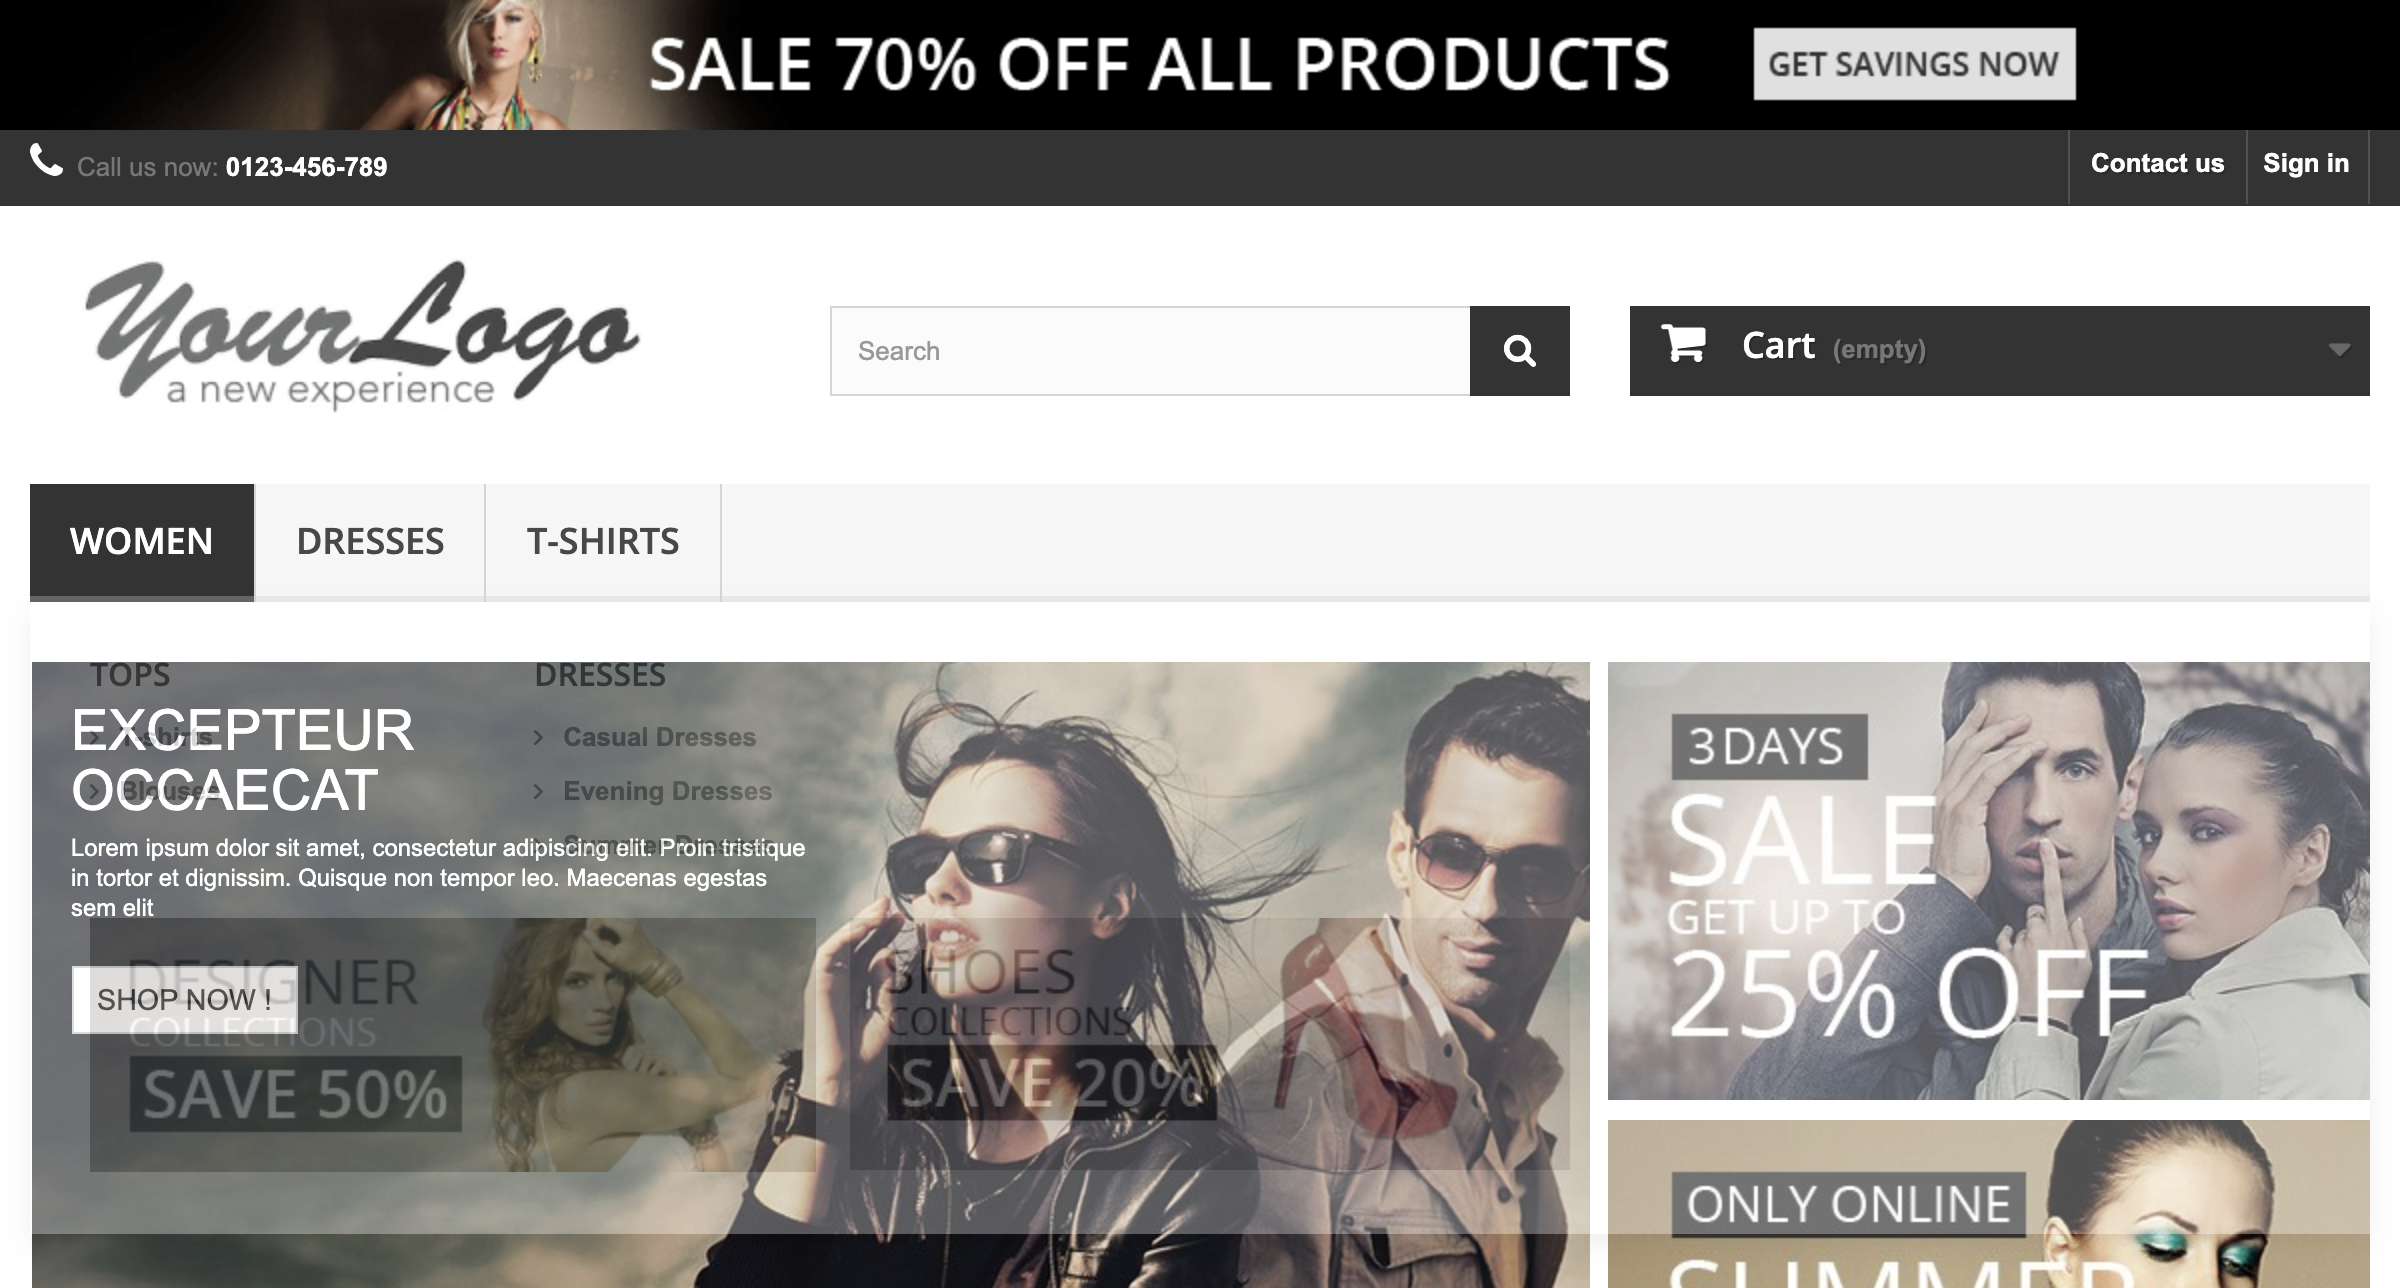 SALE 70% OFF ALL PRODUCTS
GET SAVINGS NOW
Call us now: 0123-456-789
Contact us
Sign in
YourLogo
a new experience
Search
Cart (empty)
WOMEN
DRESSES
T-SHIRTS
TOPS
T-shirts
Blouses
DRESSES
Casual Dresses
Evening Dresses
Summer Dresses
EXCEPTEUR
OCCAECAT
Lorem ipsum dolor sit amet, consectetur adipiscing elit. Proin tristique
in tortor et dignissim. Quisque non tempor leo. Maecenas egestas
sem elit
SHOP NOW !
DESIGNER
COLLECTIONS
SAVE 50%
SHOES
COLLECTIONS
SAVE 20%
3 DAYS
SALE
GET UP TO
25% OFF
ONLY ONLINE
SUMMER